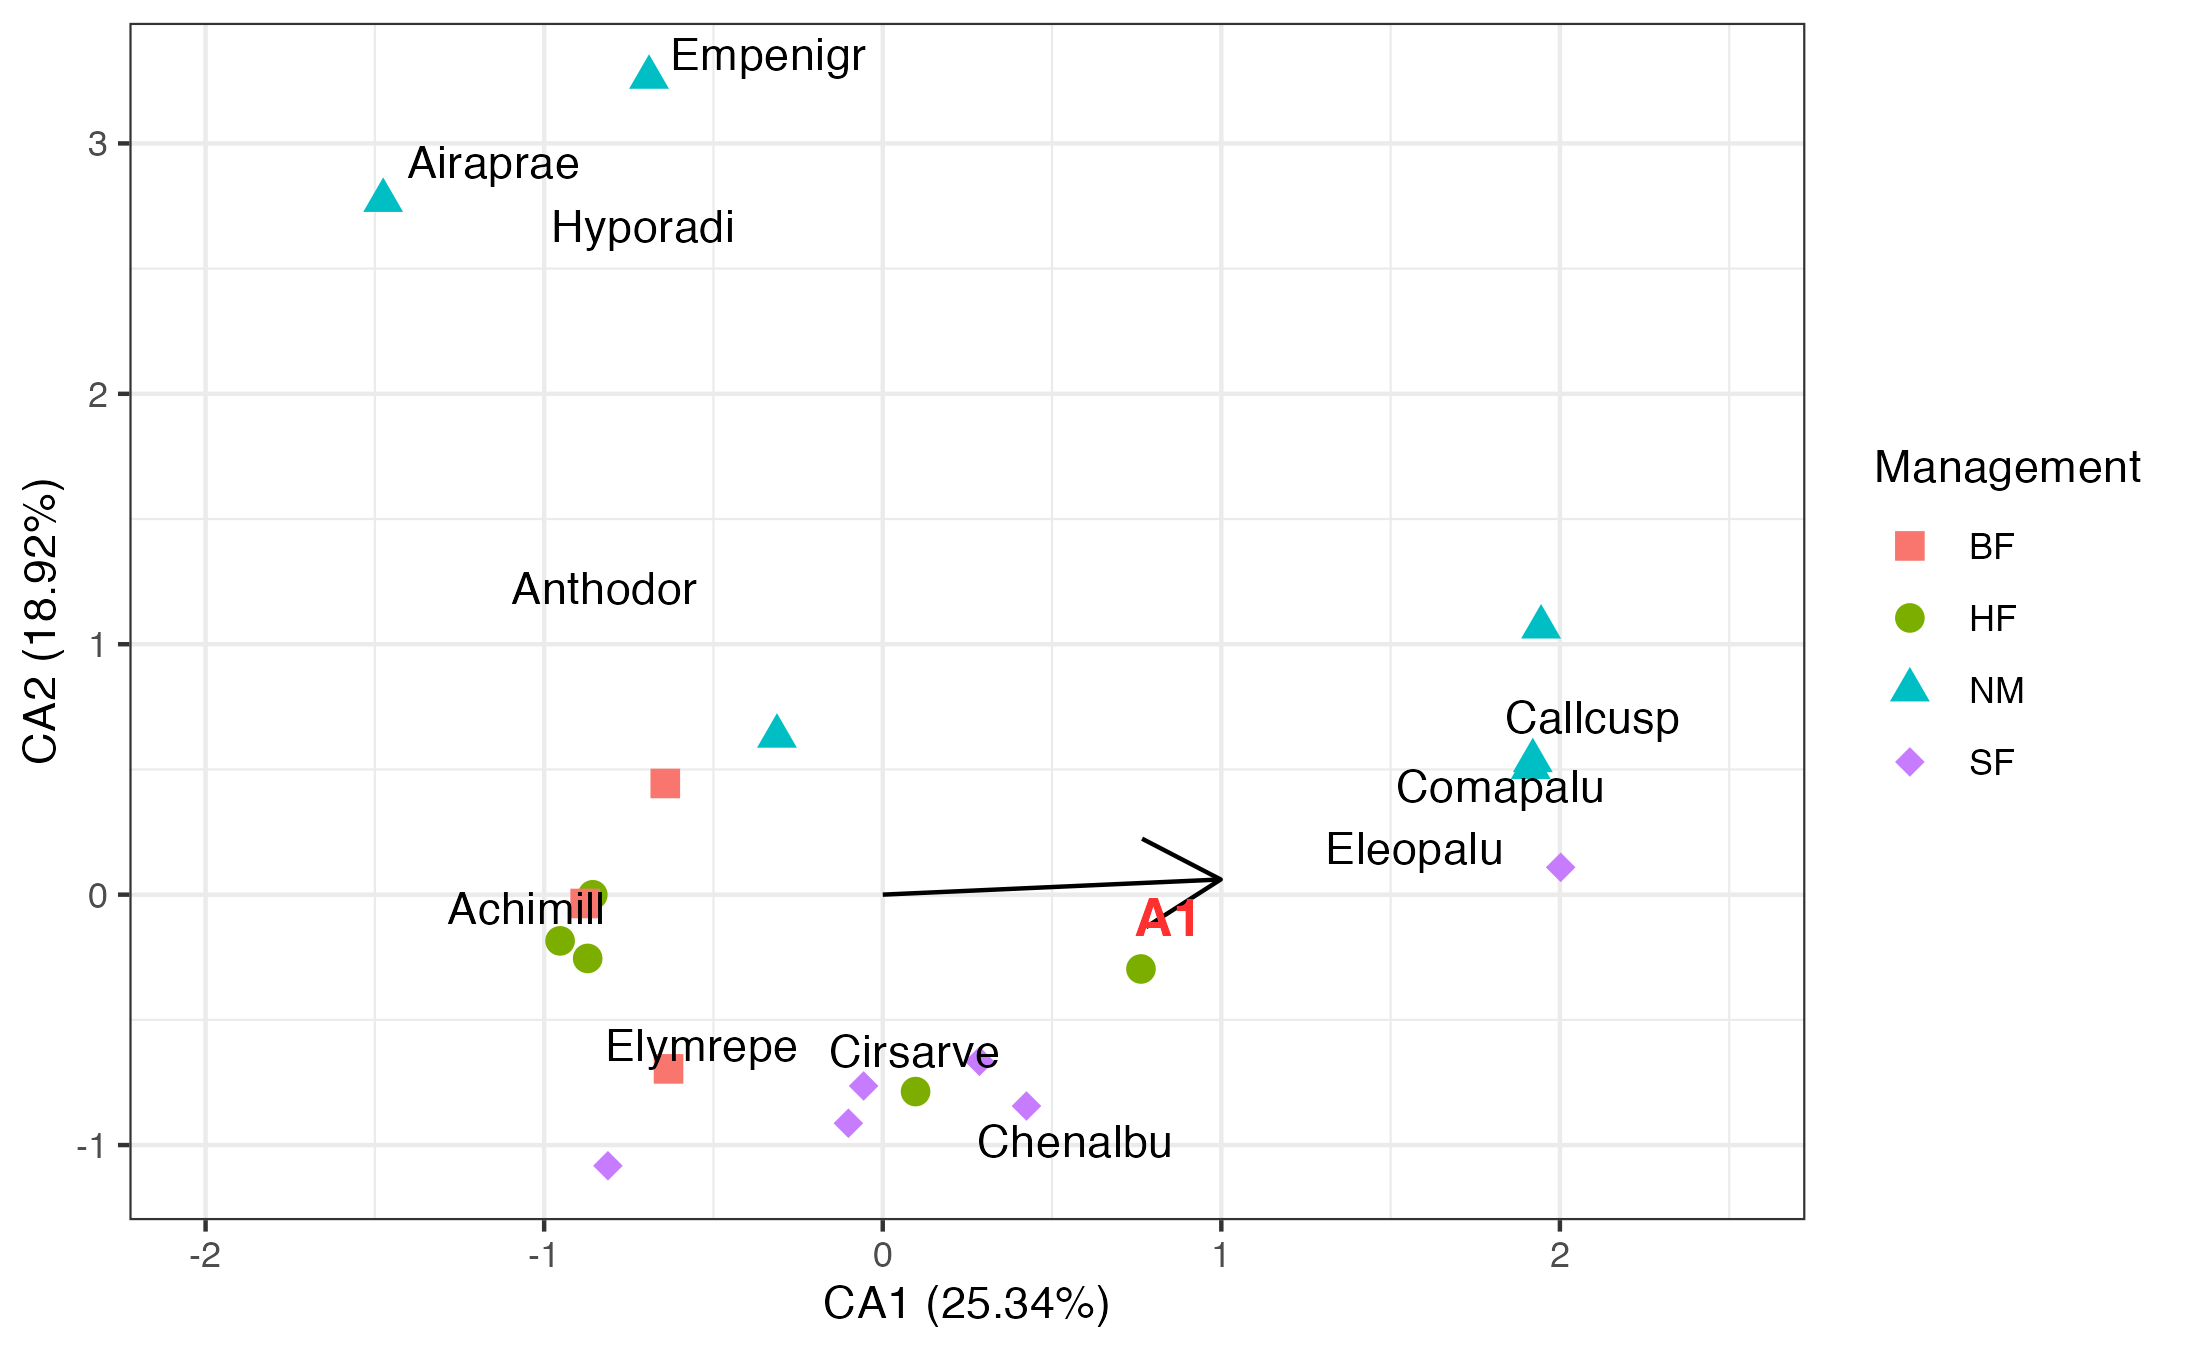 Empenigr
Airaprae
Hyporadi
Anthodor
Callcusp
Comapalu
Eleopalu
Achimill
A1
Elymrepe
Cirsarve
Chenalbu
3
2
1
0
-1
-2
-1
0
1
2
CA1 (25.34%)
CA2 (18.92%)
Management
BF
HF
NM
SF